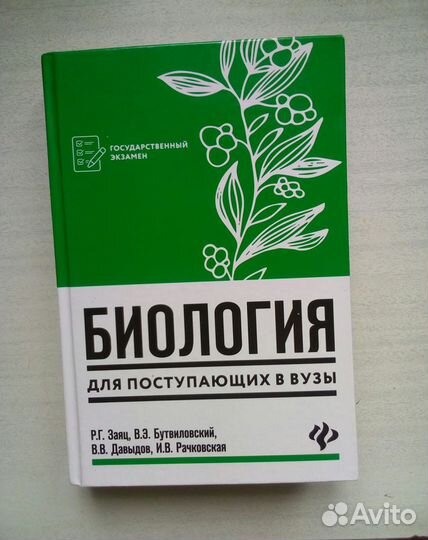 ГОСУДАРСТВЕННЫЙ
ЭКЗАМЕН
БИОЛОГИЯ
ДЛЯ ПОСТУПАЮЩИХ В ВУЗЫ
Р.Г. Заяц, В.Э. Бутвиловский,
В.В. Давыдов, И.В. Рачковская
Avito